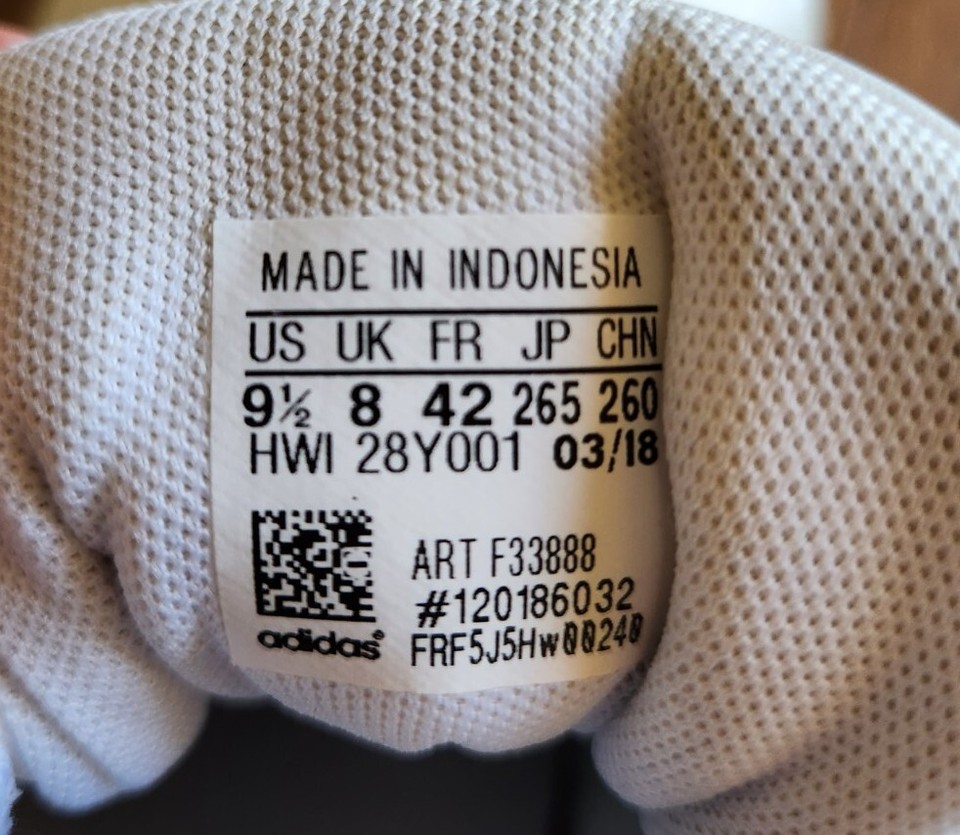 MADE IN INDONESIA
US UK FR JP CHN
9½ 8 42 265 260
HWI 28Y001 03/18
ART F33888
#120186032
FRF5J5Hw00240
adidas®